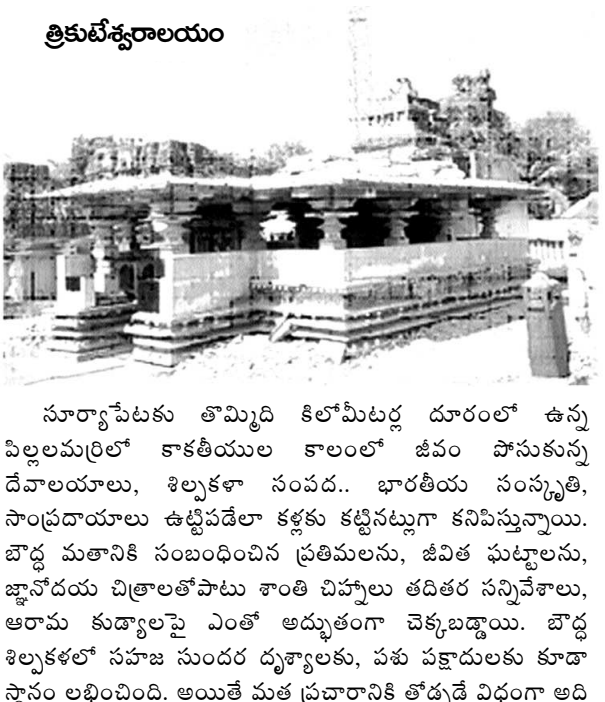 త్రికుటేశ్వరాలయం
సూర్యాపేటకు తొమ్మిది కిలోమీటర్ల దూరంలో ఉన్న
పిల్లలమర్రిలో కాకతీయుల కాలంలో జీవం పోసుకున్న
దేవాలయాలు, శిల్పకళా సంపద.. భారతీయ సంస్కృతి,
సాంప్రదాయాలు ఉట్టిపడేలా కళ్లకు కట్టినట్లుగా కనిపిస్తున్నాయి.
బౌద్ధ మతానికి సంబంధించిన ప్రతిమలను, జీవిత ఘట్టాలను,
జ్ఞానోదయ చిత్రాలతోపాటు శాంతి చిహ్నాలు తదితర సన్నివేశాలు,
ఆరామ కుడ్యాలపై ఎంతో అద్భుతంగా చెక్కబడ్డాయి. బౌద్ధ
శిల్పకళలో సహజ సుందర దృశ్యాలకు, పశు పక్షాదులకు కూడా
స్థానం లభించింది. అయితే మత ప్రచారానికి తోడ్పడే విధంగా అది